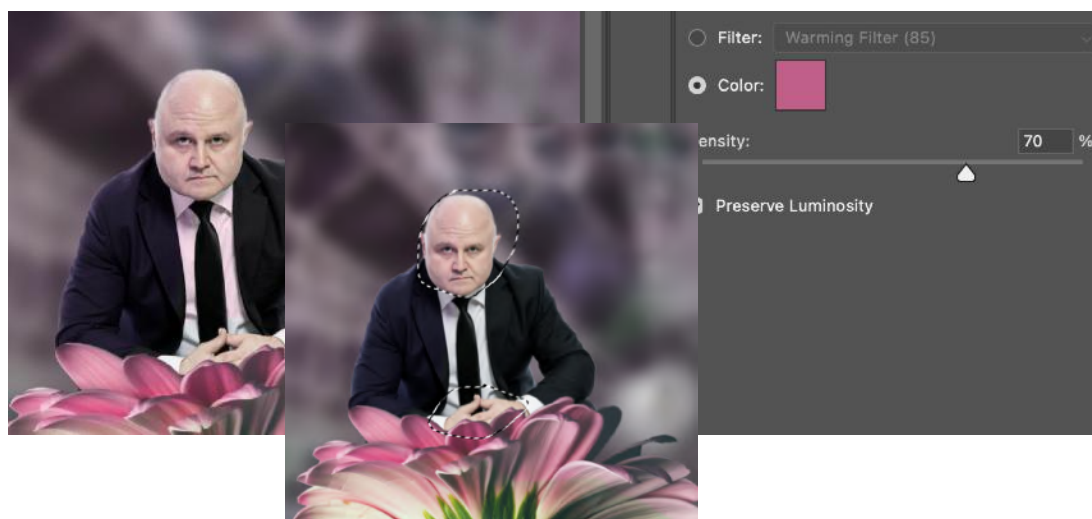 Filter: Warming Filter (85)
Color:
ensity: 70 %
Preserve Luminosity